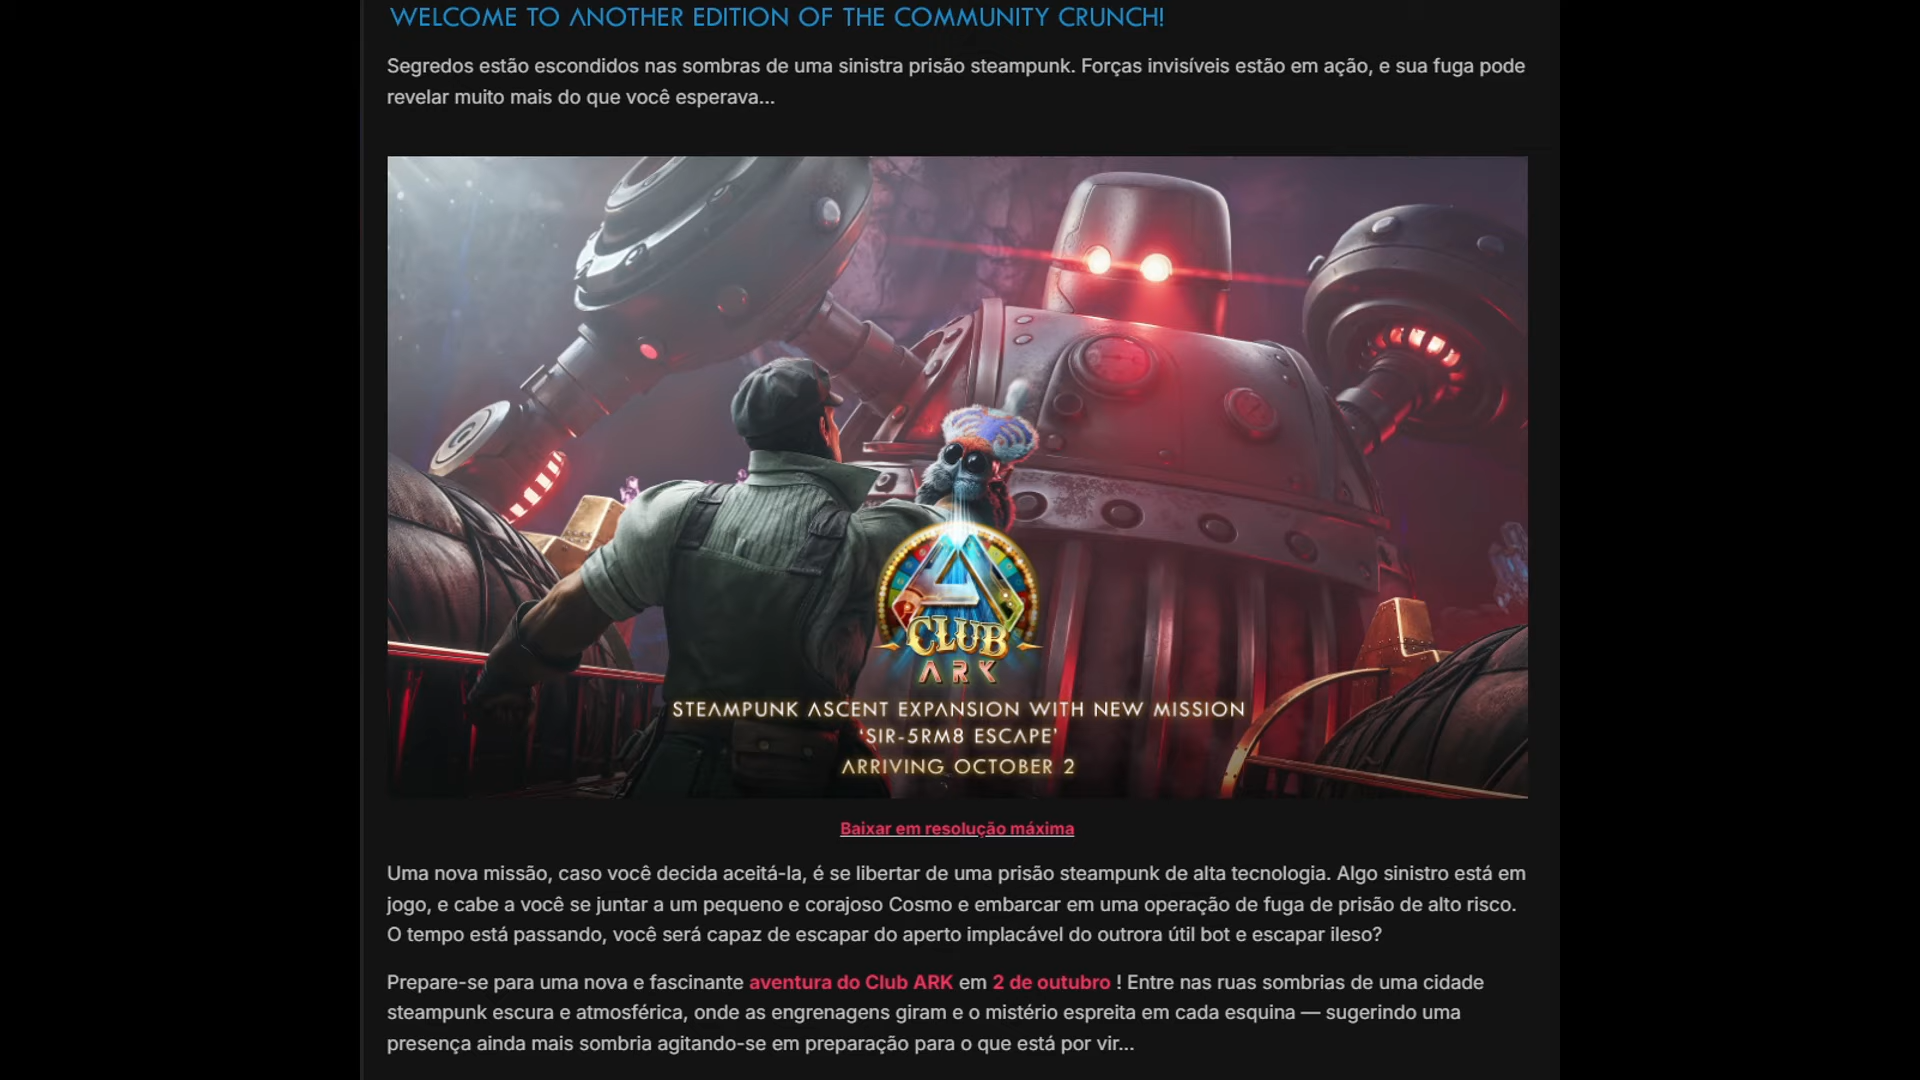 WELCOME TO ANOTHER EDITION OF THE COMMUNITY CRUNCH!
Segredos estão escondidos nas sombras de uma sinistra prisão steampunk. Forças invisíveis estão em ação, e sua fuga pode
revelar muito mais do que você esperava...
CLUB
ARK
STEAMPUNK ASCENT EXPANSION WITH NEW MISSION
'SIR-5RM8 ESCAPE'
ARRIVING OCTOBER 2
Baixar em resolução máxima
Uma nova missão, caso você decida aceitá-la, é se libertar de uma prisão steampunk de alta tecnologia. Algo sinistro está em
jogo, e cabe a você se juntar a um pequeno e corajoso Cosmo e embarcar em uma operação de fuga de prisão de alto risco.
O tempo está passando, você será capaz de escapar do aperto implacável do outrora útil bot e escapar ileso?
Prepare-se para uma nova e fascinante aventura do Club ARK em 2 de outubro ! Entre nas ruas sombrias de uma cidade
steampunk escura e atmosférica, onde as engrenagens giram e o mistério espreita em cada esquina — sugerindo uma
presença ainda mais sombria agitando-se em preparação para o que está por vir...